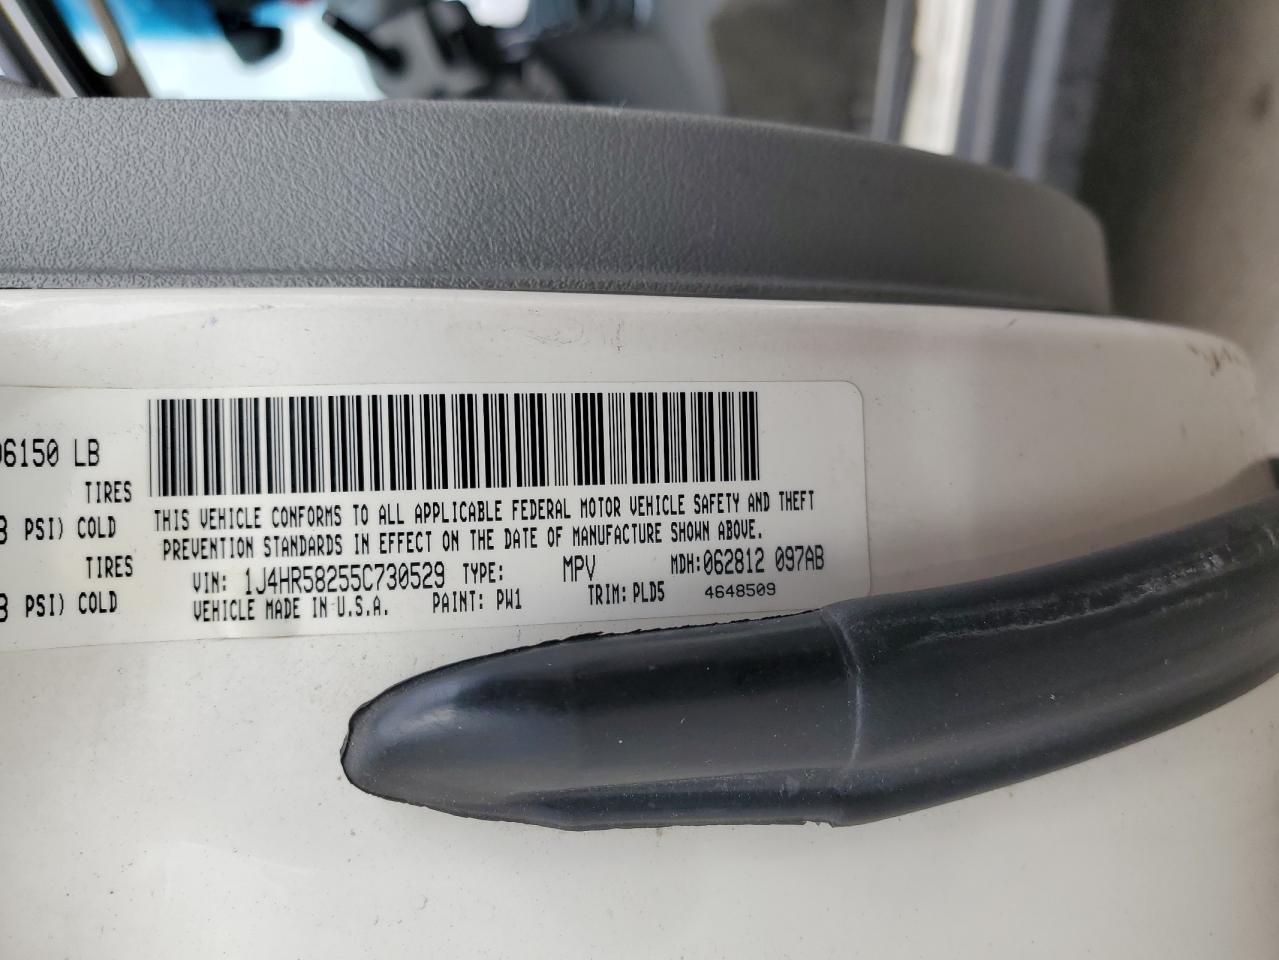 06150 LB
TIRES
PSI) COLD
TIRES
PSI) COLD
THIS VEHICLE CONFORMS TO ALL APPLICABLE FEDERAL MOTOR VEHICLE SAFETY AND THEFT
PREVENTION STANDARDS IN EFFECT ON THE DATE OF MANUFACTURE SHOWN ABOVE.
VIN: 1J4HR58255C730529 TYPE: MPV MDH:062812 097AB
VEHICLE MADE IN U.S.A. PAINT: PW1 TRIM: PLD5 4648509